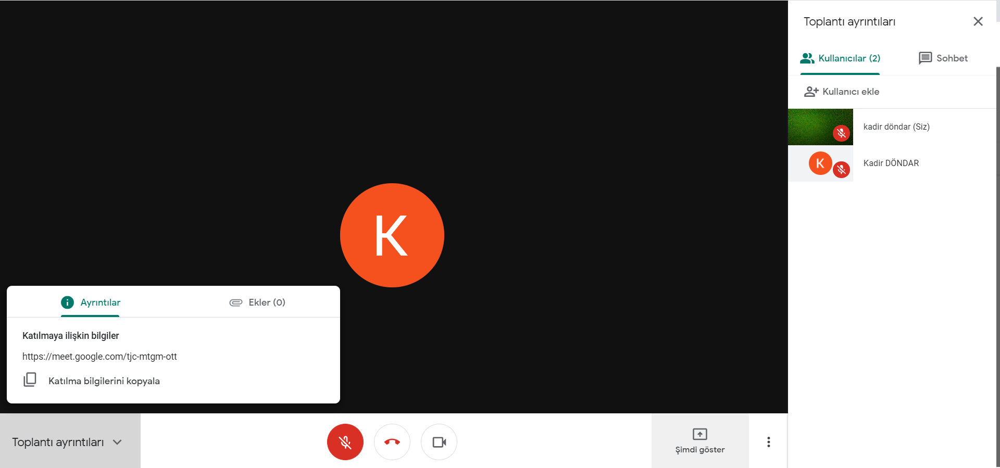 Toplantı ayrıntıları
Kullanıcılar (2)
Sohbet
Kullanıcı ekle
kadir döndar (Siz)
K
Kadir DÖNDAR
K
Ayrıntılar
Ekler (0)
Katılmaya ilişkin bilgiler
https://meet.google.com/tjc-mtgm-ott
Katılma bilgilerini kopyala
Toplantı ayrıntıları
Şimdi göster